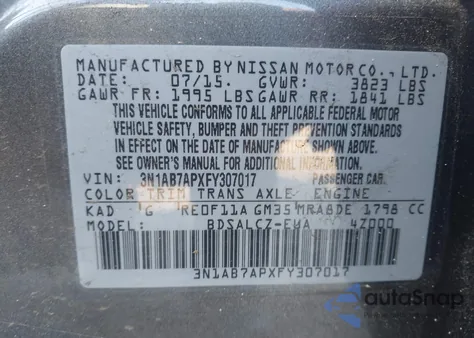 MANUFACTURED BY NISSAN MOTOR CO., LTD.
DATE: 07/15. GVWR: 3823 LBS
GAWR FR: 1995 LBS GAWR RR: 1841 LBS
THIS VEHICLE CONFORMS TO ALL APPLICABLE FEDERAL MOTOR
VEHICLE SAFETY, BUMPER AND THEFT PREVENTION STANDARDS
IN EFFECT ON THE DATE OF MANUFACTURE SHOWN ABOVE.
SEE OWNER'S MANUAL FOR ADDITIONAL INFORMATION.
VIN: 3N1AB7APXFY307017 PASSENGER CAR.
COLOR TRIM TRANS AXLE ENGINE
KAD G RE0F11A GM35 MRA8DE 1798 CC
MODEL: BDSALCZ-EUA 4Z000
3N1AB7APXFY307017
autoSnap